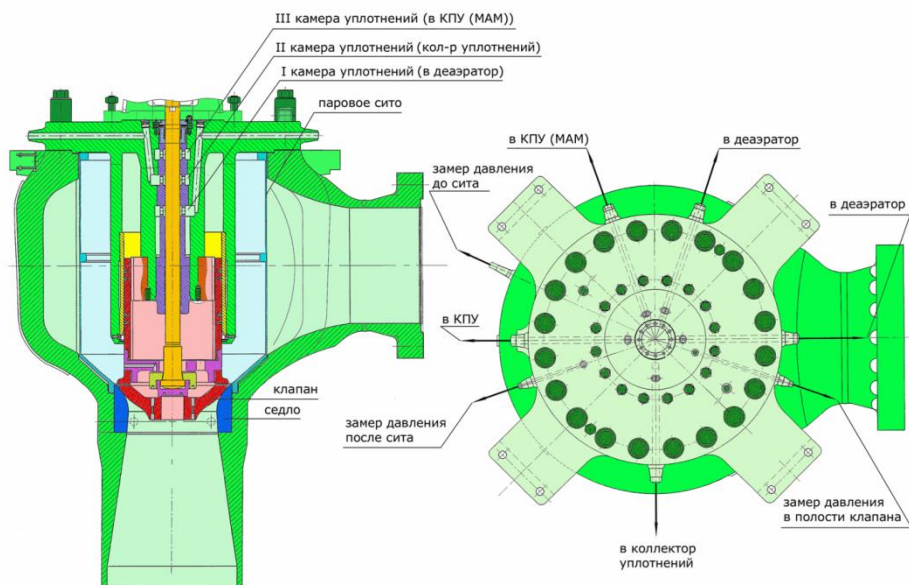 III камера уплотнений (в КПУ (МАМ))
II камера уплотнений (кол-р уплотнений)
I камера уплотнений (в деаэратор)
паровое сито
клапан
седло
в КПУ (МАМ)
в деаэратор
замер давления
до сита
в деаэратор
в КПУ
замер давления
после сита
замер давления
в полости клапана
в коллектор
уплотнений